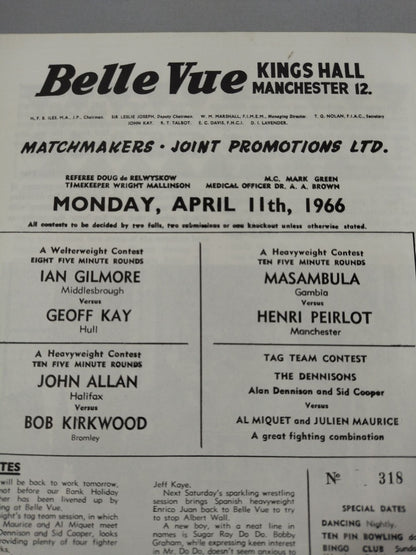 Belle Vue KINGS HALL
MANCHESTER 12.
H. F. B. ILES, M.A., J.P., Chairman. SIR LESLIE JOSEPH, Deputy Chairman. W. M. MARSHALL, F.I.M.E.M., Managing Director. T. O. NOLAN, F.I.A.C., Secretary
JOHN KAY. R. T. TALBOT. E. C. DAVIS, F.H.C.I. D. I. LAVENDER.
MATCHMAKERS · JOINT PROMOTIONS LTD.
REFEREE DOUG de RELWYSKOW M.C. MARK GREEN
TIMEKEEPER WRIGHT MALLINSON MEDICAL OFFICER DR. A. A. BROWN
MONDAY, APRIL 11th, 1966
All contests to be decided by two falls, two submissions or one knockout unless otherwise stated.
A Welterweight Contest
EIGHT FIVE MINUTE ROUNDS
IAN GILMORE
Middlesbrough
Versus
GEOFF KAY
Hull
A Heavyweight Contest
TEN FIVE MINUTE ROUNDS
MASAMBULA
Gambia
Versus
HENRI PEIRLOT
Manchester
A Heavyweight Contest
TEN FIVE MINUTE ROUNDS
JOHN ALLAN
Halifax
Versus
BOB KIRKWOOD
Bromley
TAG TEAM CONTEST
THE DENNISONS
Alan Dennison and Sid Cooper
Versus
AL MIQUET and JULIEN MAURICE
A great fighting combination
TES
will be back to work tomorrow,
not before our Bank Holiday
her has been livened up by
ing at Belle Vue.
ight's tag team session, in which
Maurice and Al Miquet meet
Dennison and Sid Cooper, looks
providing plenty of four fighter
Jeff Kaye.
Next Saturday's sparkling wrestling
session brings Spanish heavyweight
Enrico Juan back to Belle Vue to try
to stop Albert Wall.
A new boy, with a neat line in
names is Sugar Ray Do Do. Bobby
Graham, while expressing keen interest
in Mr. Do Do, doesn't think enough of
No 318
SPECIAL DATES
DANCING Nightly.
TEN PIN BOWLING
BINGO CLUB